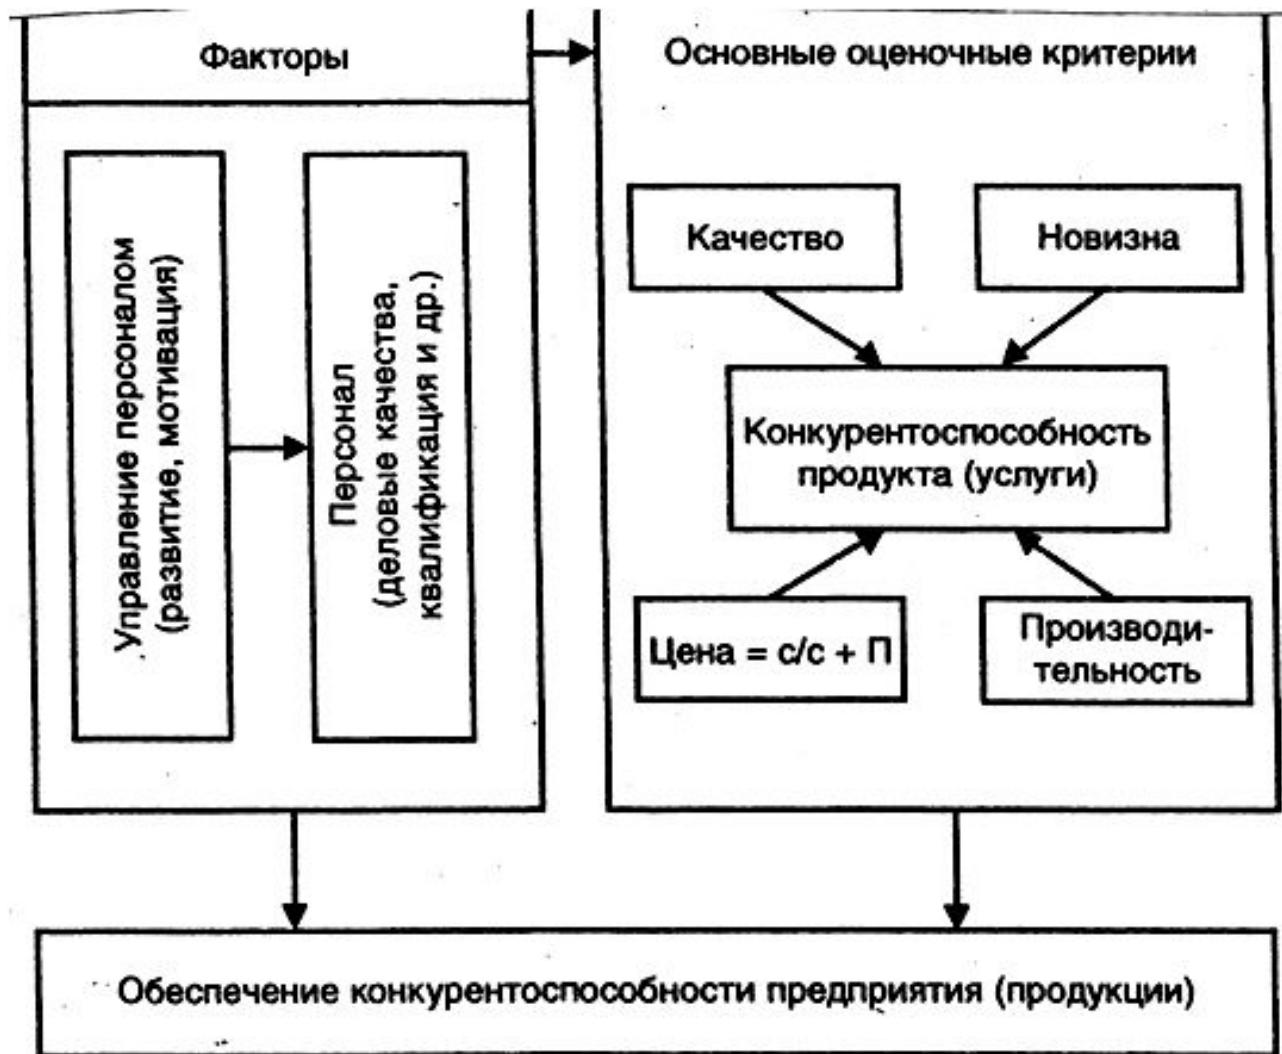 Факторы
Основные оценочные критерии
Управление персоналом
(развитие, мотивация)
Персонал
(деловые качества,
квалификация и др.)
Качество
Новизна
Конкурентоспособность
продукта (услуги)
Цена = с/с + П
Производи-
тельность
Обеспечение конкурентоспособности предприятия (продукции)